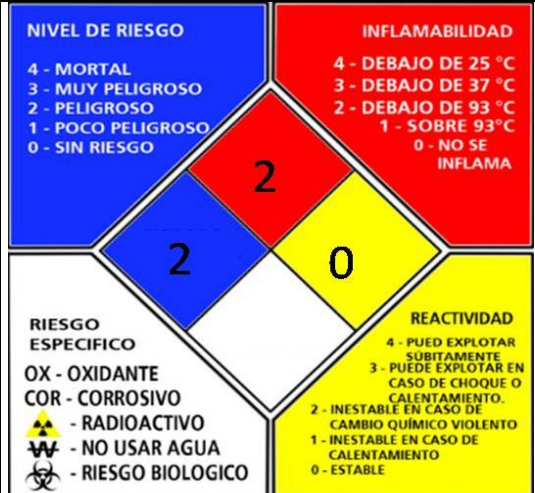 NIVEL DE RIESGO
4 - MORTAL
3 - MUY PELIGROSO
2 - PELIGROSO
1 - POCO PELIGROSO
0 - SIN RIESGO
INFLAMABILIDAD
4 - DEBAJO DE 25 °C
3 - DEBAJO DE 37 °C
2 - DEBAJO DE 93 °C
1 - SOBRE 93°C
0 - NO SE
INFLAMA
2
2
0
RIESGO
ESPECIFICO
OX - OXIDANTE
COR - CORROSIVO
- RADIOACTIVO
W - NO USAR AGUA
- RIESGO BIOLOGICO
REACTIVIDAD
4 - PUED EXPLOTAR
SÚBITAMENTE
3 - PUEDE EXPLOTAR EN
CASO DE CHOQUE O
CALENTAMIENTO.
2 - INESTABLE EN CASO DE
CAMBIO QUÍMICO VIOLENTO
1 - INESTABLE EN CASO DE
CALENTAMIENTO
0 - ESTABLE